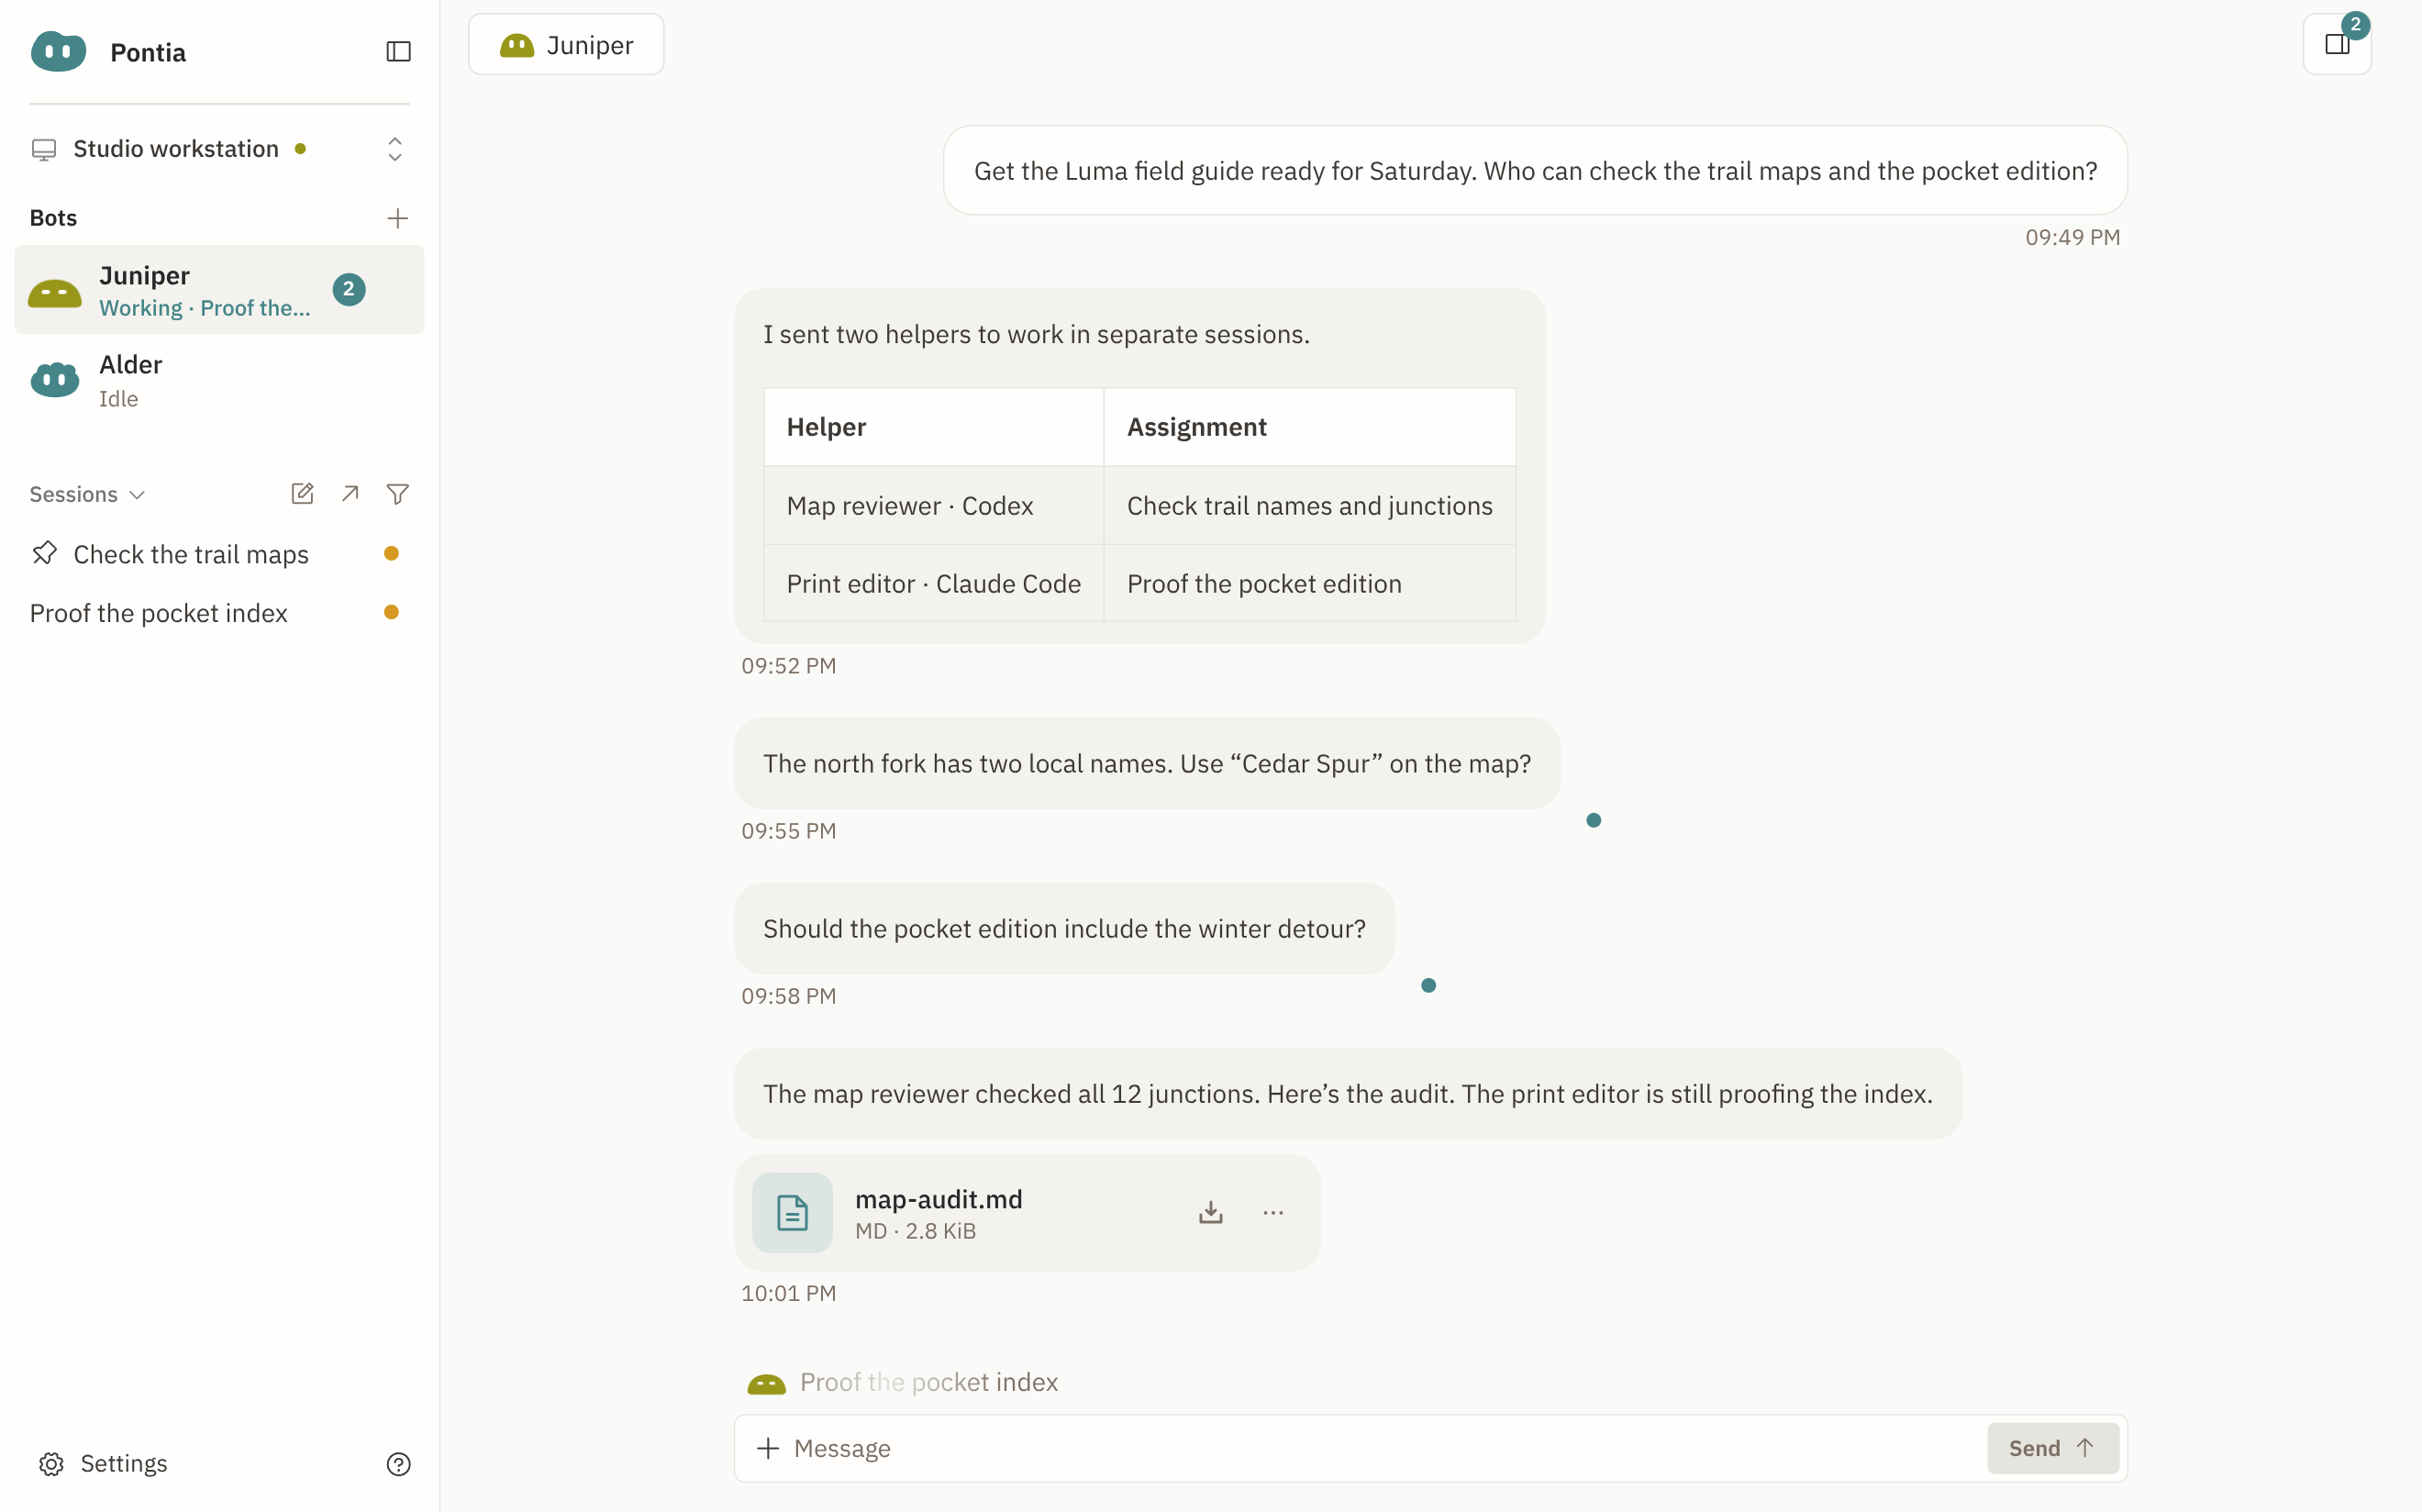 Pontia
Studio workstation
Bots
Juniper
Working · Proof the...
2
Alder
Idle
Sessions
Check the trail maps
Proof the pocket index
Settings
Juniper
2
Get the Luma field guide ready for Saturday. Who can check the trail maps and the pocket edition?
09:49 PM
I sent two helpers to work in separate sessions.
Helper Assignment
Map reviewer · Codex Check trail names and junctions
Print editor · Claude Code Proof the pocket edition
09:52 PM
The north fork has two local names. Use “Cedar Spur” on the map?
09:55 PM
Should the pocket edition include the winter detour?
09:58 PM
The map reviewer checked all 12 junctions. Here’s the audit. The print editor is still proofing the index.
map-audit.md
MD · 2.8 KiB
10:01 PM
Proof the pocket index
Message
Send